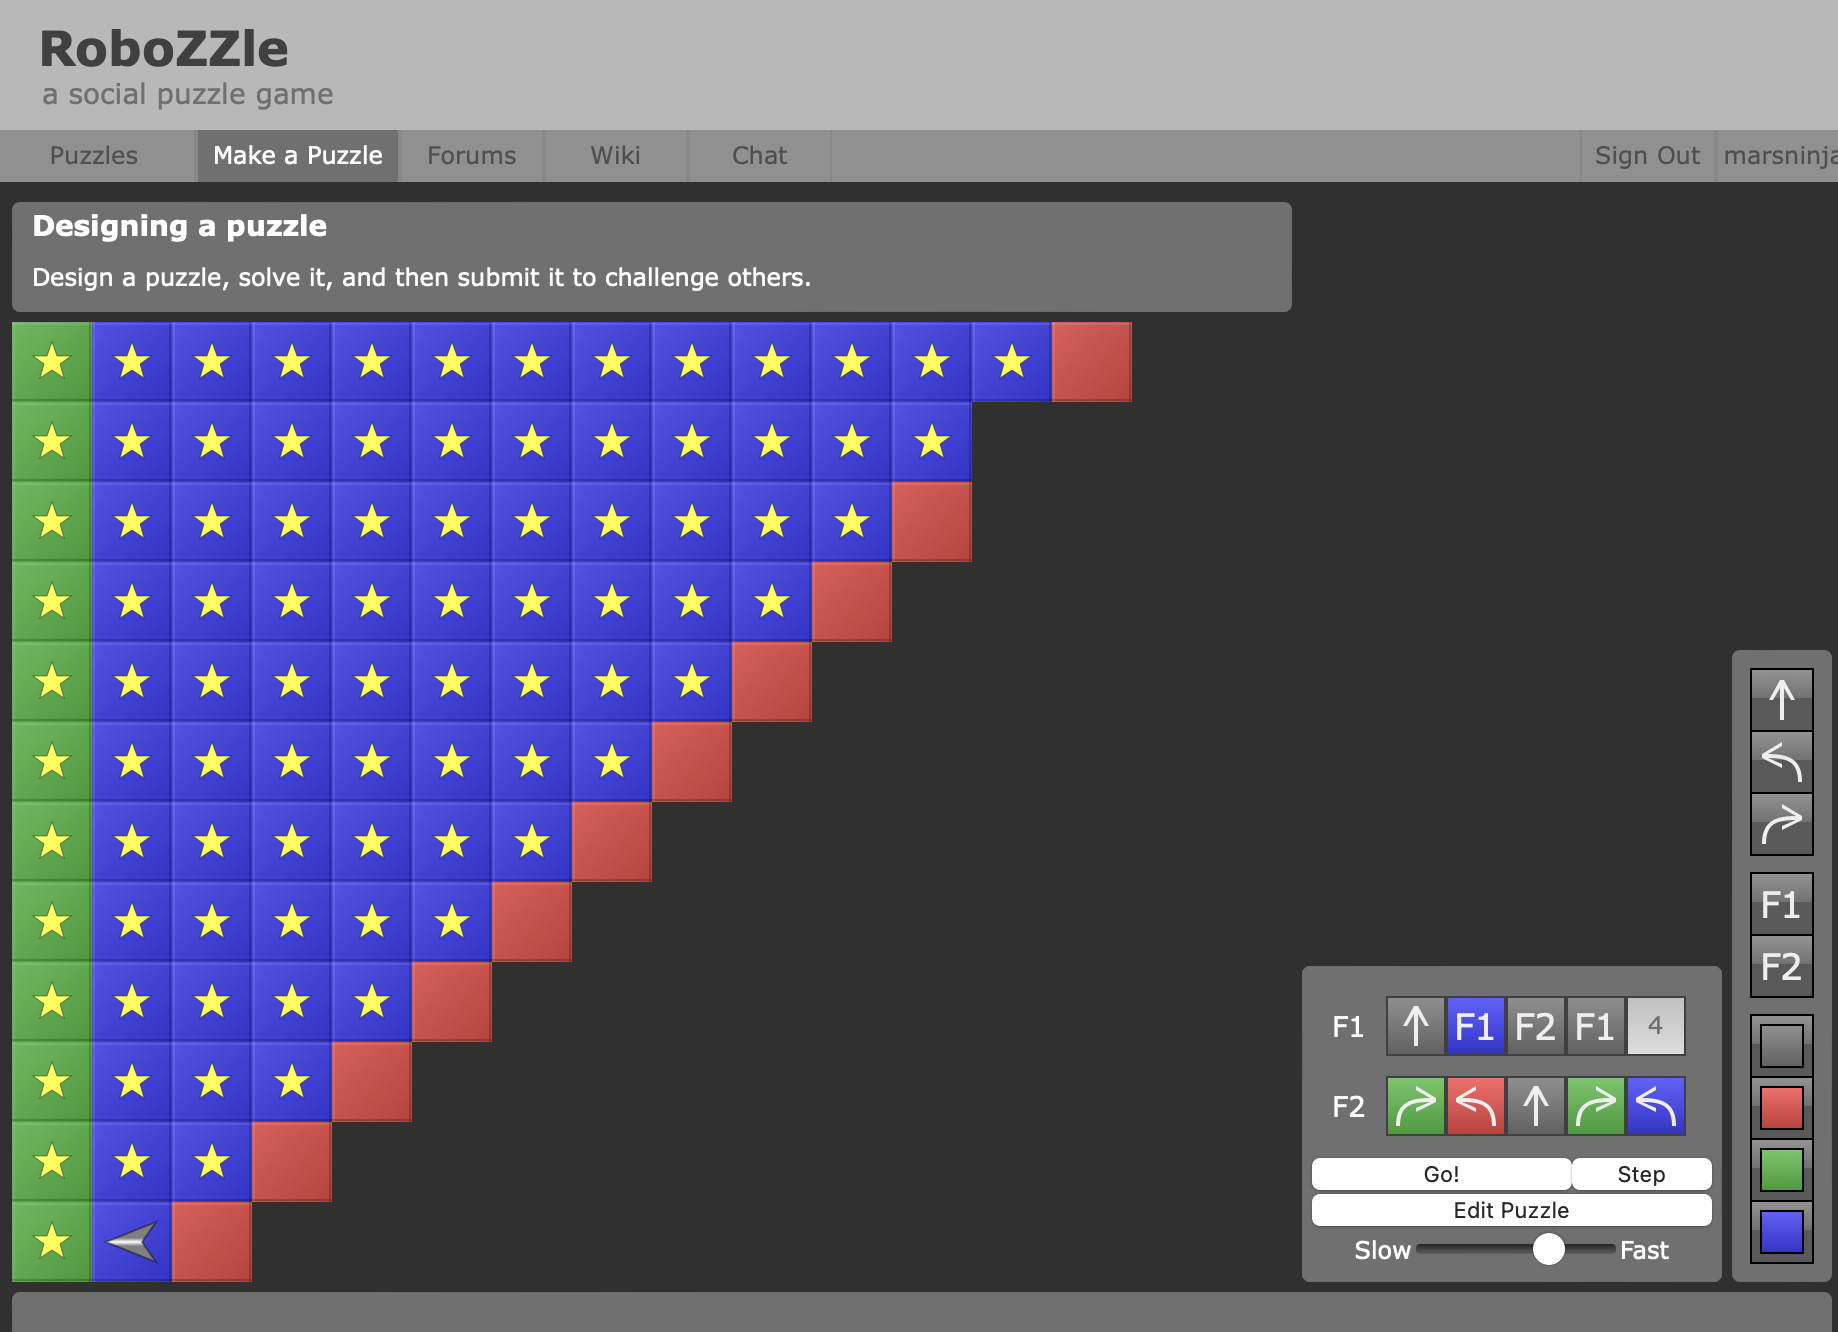 RoboZZle
a social puzzle game
Puzzles Make a Puzzle Forums Wiki Chat Sign Out marsninja
Designing a puzzle
Design a puzzle, solve it, and then submit it to challenge others.
F1
F2
F1 F1 F2 F1 4
F2
Go! Step
Edit Puzzle
Slow Fast